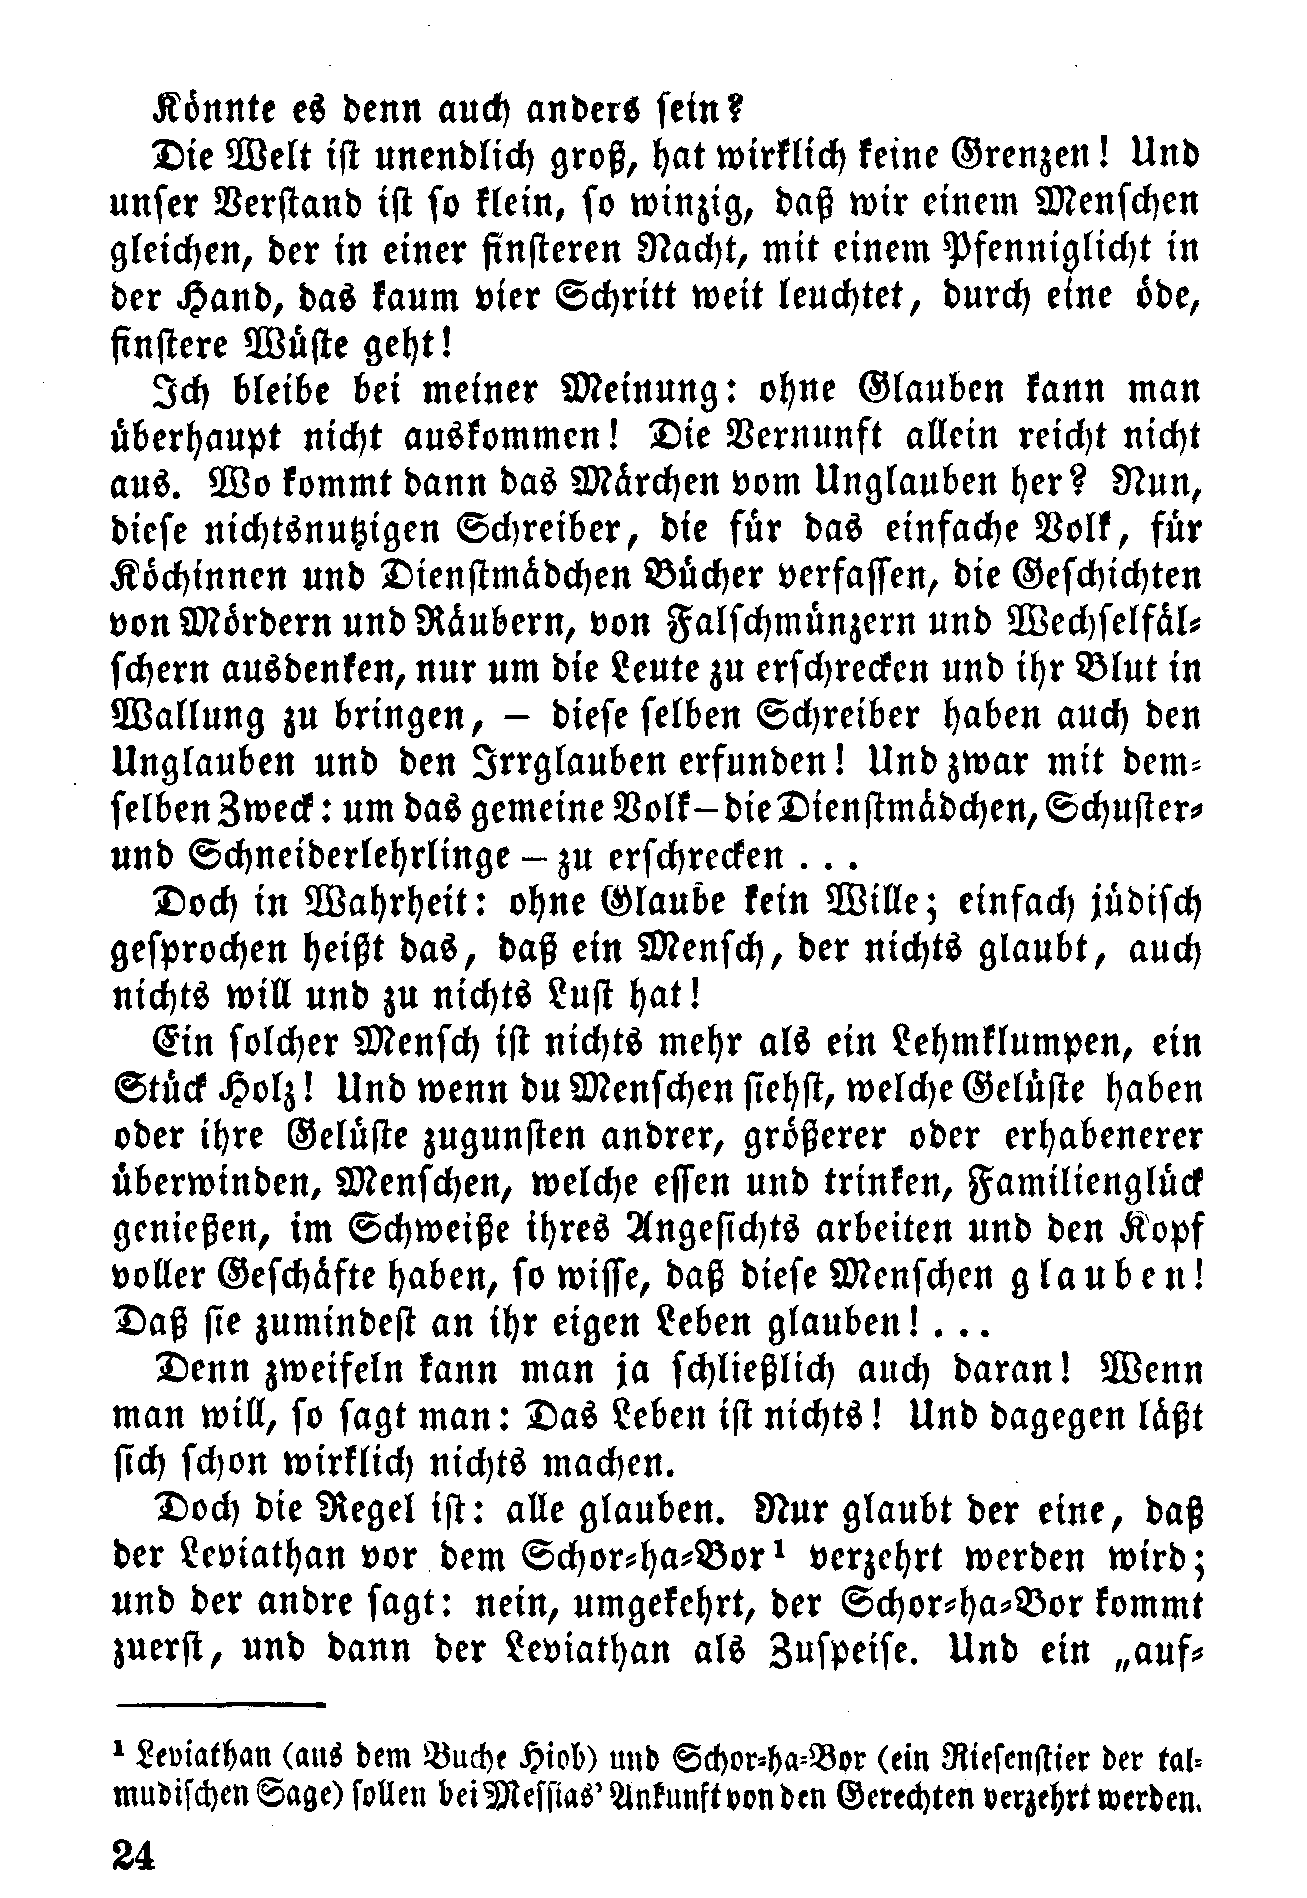 Könnte es denn auch anders sein?
Die Welt ist unendlich groß, hat wirklich keine Grenzen! Und
unser Verstand ist so klein, so winzig, daß wir einem Menschen
gleichen, der in einer finsteren Nacht, mit einem Pfenniglicht in
der Hand, das kaum vier Schritt weit leuchtet, durch eine öde,
finstere Wüste geht!
Ich bleibe bei meiner Meinung: ohne Glauben kann man
überhaupt nicht auskommen! Die Vernunft allein reicht nicht
aus. Wo kommt dann das Märchen vom Unglauben her? Nun,
diese nichtsnutzigen Schreiber, die für das einfache Volk, für
Köchinnen und Dienstmädchen Bücher verfassen, die Geschichten
von Mördern und Räubern, von Falschmünzern und Wechselfäl-
schern ausdenken, nur um die Leute zu erschrecken und ihr Blut in
Wallung zu bringen, – diese selben Schreiber haben auch den
Unglauben und den Irrglauben erfunden! Und zwar mit dem-
selben Zweck: um das gemeine Volk – die Dienstmädchen, Schuster-
und Schneiderlehrlinge – zu erschrecken . . .
Doch in Wahrheit: ohne Glaube kein Wille; einfach jüdisch
gesprochen heißt das, daß ein Mensch, der nichts glaubt, auch
nichts will und zu nichts Lust hat!
Ein solcher Mensch ist nichts mehr als ein Lehmklumpen, ein
Stück Holz! Und wenn du Menschen siehst, welche Gelüste haben
oder ihre Gelüste zugunsten andrer, größerer oder erhabenerer
überwinden, Menschen, welche essen und trinken, Familienglück
genießen, im Schweiße ihres Angesichts arbeiten und den Kopf
voller Geschäfte haben, so wisse, daß diese Menschen glauben!
Daß sie zumindest an ihr eigen Leben glauben! . . .
Denn zweifeln kann man ja schließlich auch daran! Wenn
man will, so sagt man: Das Leben ist nichts! Und dagegen läßt
sich schon wirklich nichts machen.
Doch die Regel ist: alle glauben. Nur glaubt der eine, daß
der Leviathan vor dem Schor-ha-Bor¹ verzehrt werden wird;
und der andre sagt: nein, umgekehrt, der Schor-ha-Bor kommt
zuerst, und dann der Leviathan als Zuspeise. Und ein „auf-
¹ Leviathan (aus dem Buche Hiob) und Schor-ha-Bor (ein Riesenstier der tal-
mudischen Sage) sollen bei Messias' Ankunft von den Gerechten verzehrt werden.
24